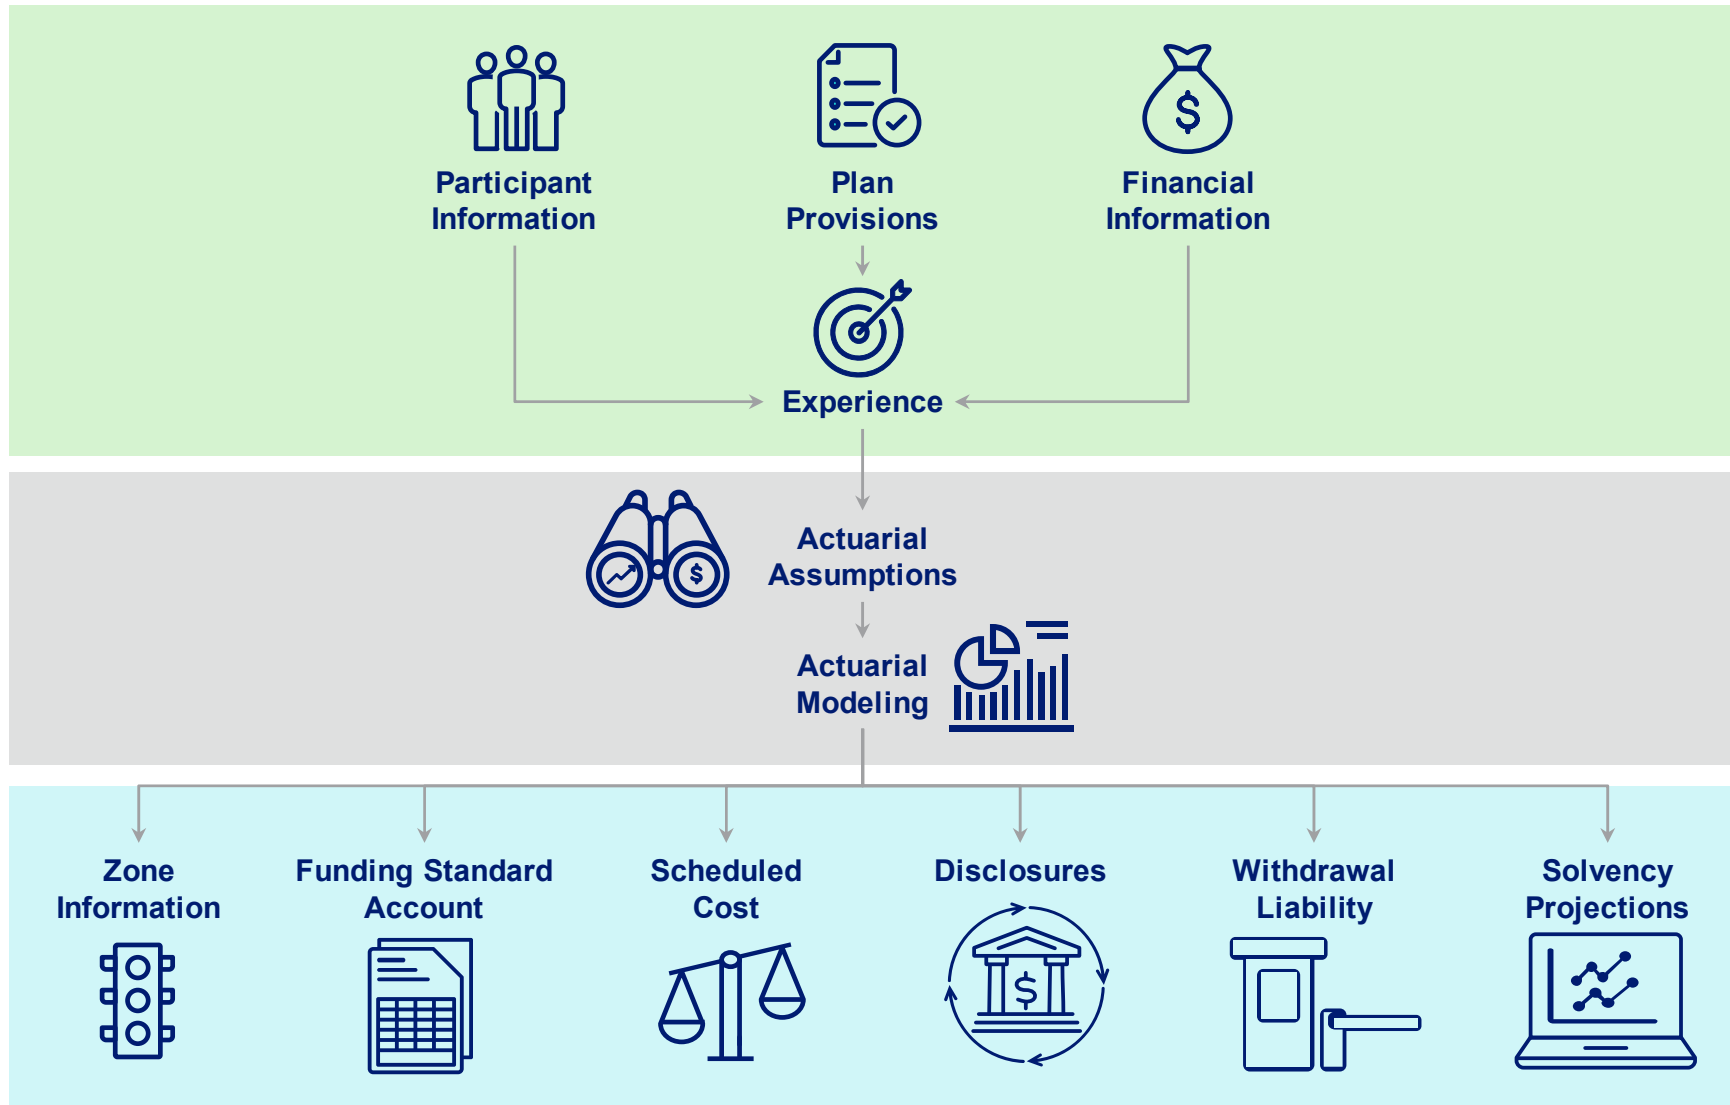 $
Participant
Information
Plan
Provisions
Financial
Information
Experience
$
Actuarial
Assumptions
Actuarial
Modeling
Zone
Information
Funding Standard
Account
Scheduled
Cost
Disclosures
Withdrawal
Liability
Solvency
Projections
$